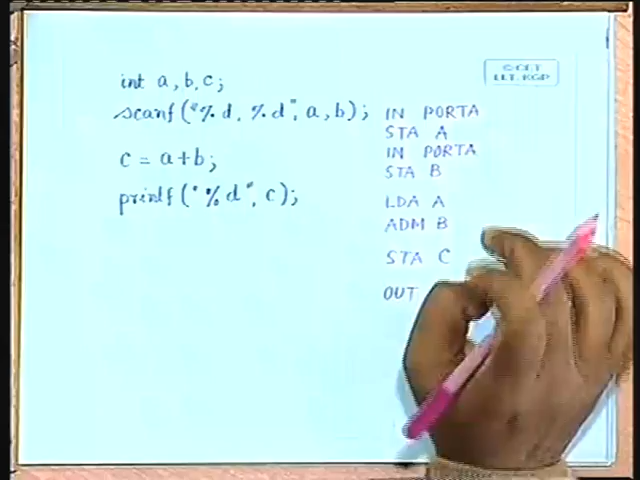 int a, b, c;
scanf("%d, %d", a, b);
c = a+b;
printf("%d", c);
IN PORTA
STA A
IN PORTA
STA B
LDA A
ADM B
STA C
OUT
© CET
I.I.T. KGP